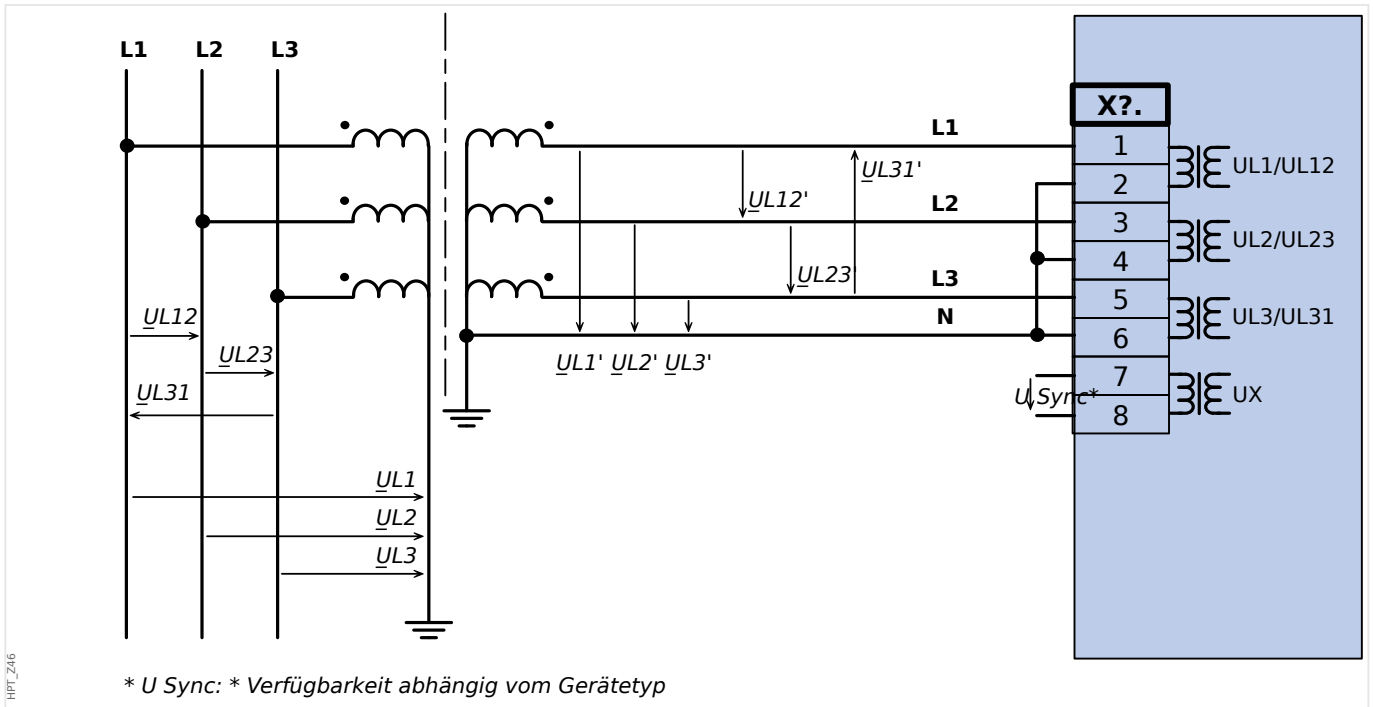 L1 L2 L3
X?.
L1
1
UL1/UL12
UL31'
2
UL12'
L2
3
UL2/UL23
4
UL23'
L3
5
N
UL3/UL31
UL12
6
UL23
UL1' UL2' UL3'
7
UL31
U Sync*
UX
8
UL1
UL2
UL3
HPT_Z46
* U Sync: * Verfügbarkeit abhängig vom Gerätetyp